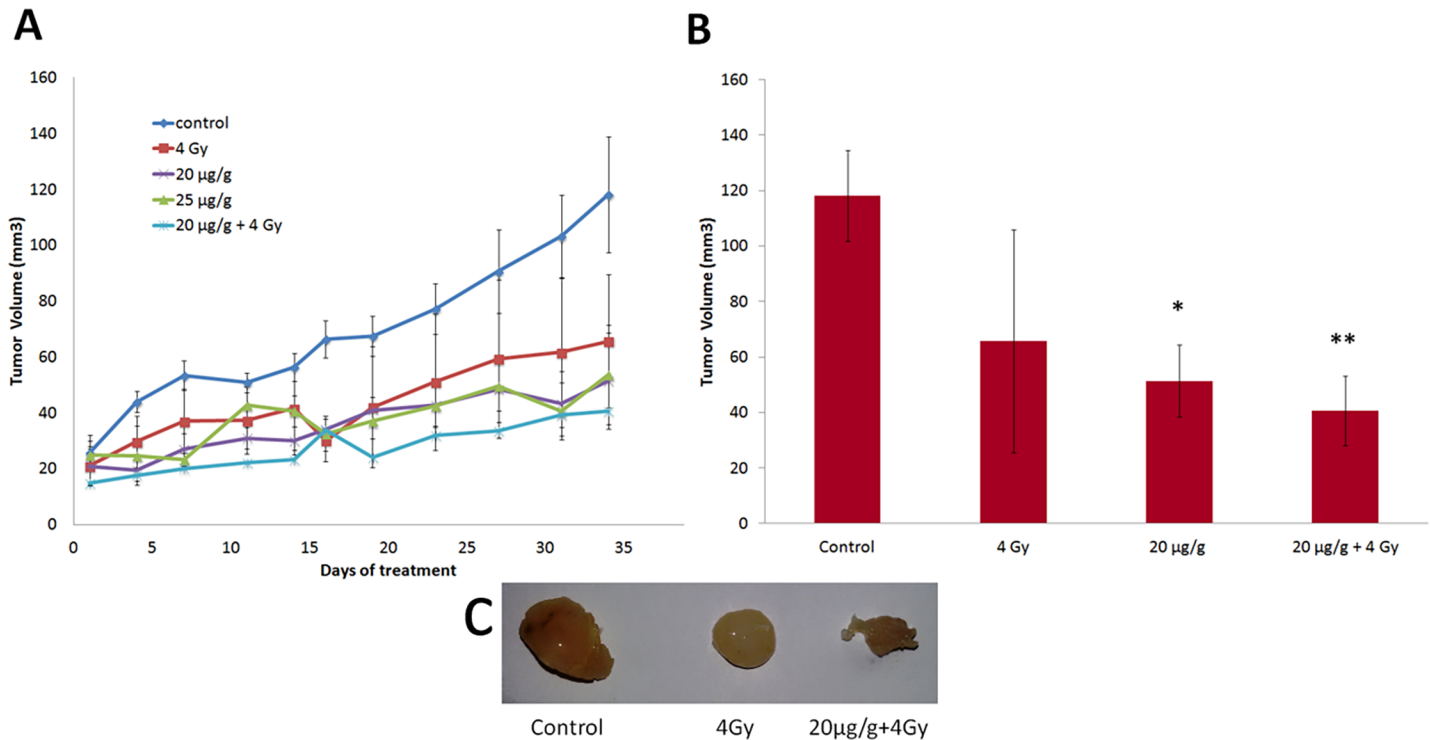 A
B
160
140
120
100
80
60
40
20
0
Tumor Volume (mm3)
control
4 Gy
20 µg/g
25 µg/g
20 µg/g + 4 Gy
0 5 10 15 20 25 30 35
Days of treatment
160
140
120
100
80
60
40
20
0
Tumor Volume (mm3)
*
**
Control 4 Gy 20 µg/g 20 µg/g + 4 Gy
C
Control 4Gy 20µg/g+4Gy